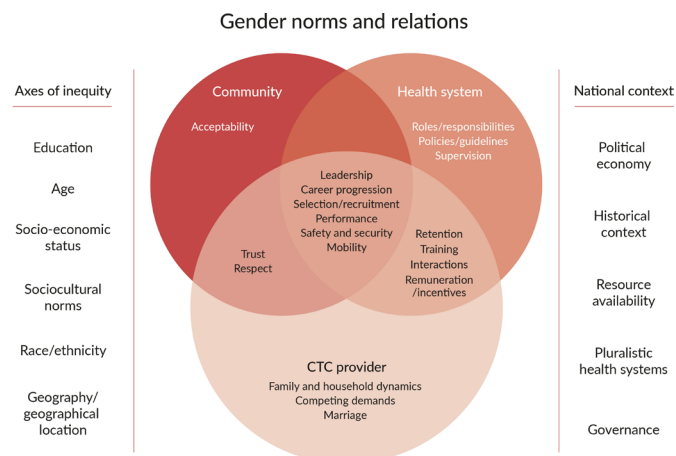 Gender norms and relations
Axes of inequity
Education
Age
Socio-economic
status
Sociocultural
norms
Race/ethnicity
Geography/
geographical
location
Community
Acceptability
Health system
Roles/responsibilities
Policies/guidelines
Supervision
Leadership
Career progression
Selection/recruitment
Performance
Safety and security
Mobility
Trust
Respect
Retention
Training
Interactions
Remuneration
/incentives
CTC provider
Family and household dynamics
Competing demands
Marriage
National context
Political
economy
Historical
context
Resource
availability
Pluralistic
health systems
Governance